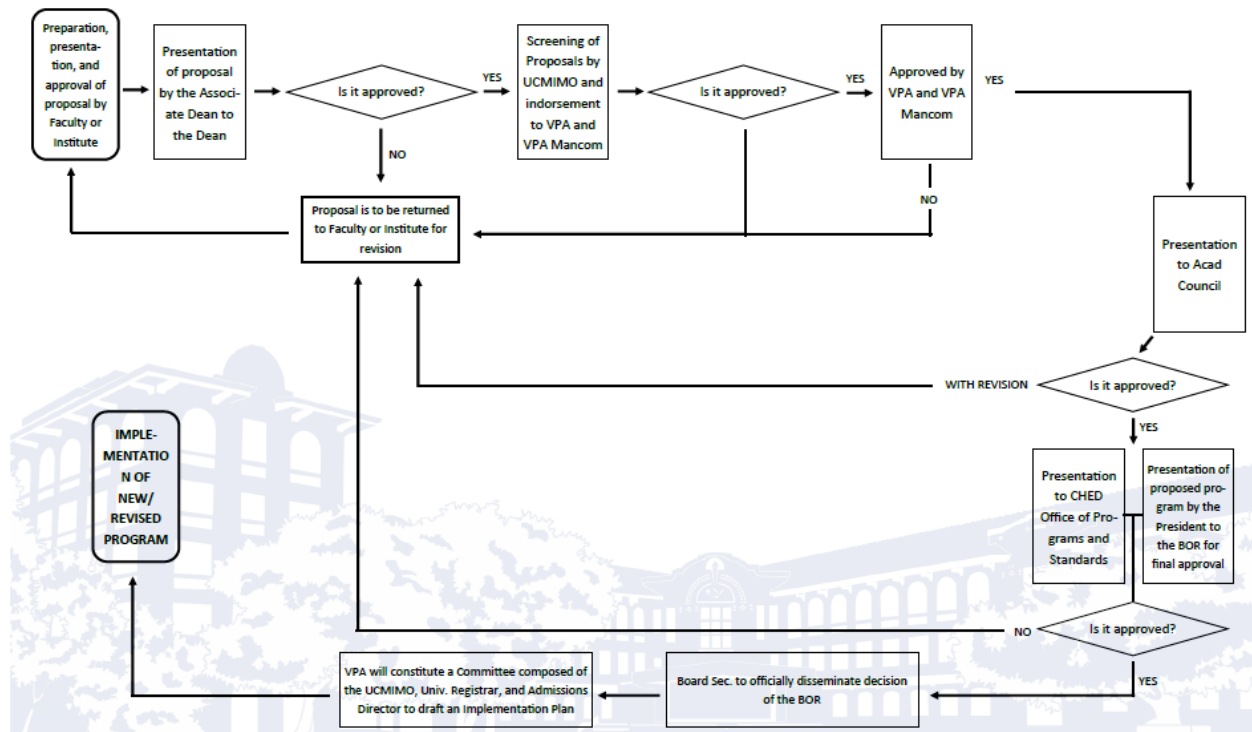 Preparation,
presenta-
tion, and
approval of
proposal by
Faculty or
Institute
Presentation
of proposal
by the Associ-
ate Dean to
the Dean
Is it approved?
YES
Screening of
Proposals by
UCMIMO and
indorsement
to VPA and
VPA Mancom
Is it approved?
YES
Approved by
VPA and VPA
Mancom
YES
NO
NO
Proposal is to be returned
to Faculty or Institute for
revision
Presentation
to Acad
Council
WITH REVISION
Is it approved?
YES
IMPLE-
MENTATIO
N OF
NEW/
REVISED
PROGRAM
Presentation
to CHED
Office of Pro-
grams and
Standards
Presentation of
proposed pro-
gram by the
President to
the BOR for
final approval
NO
Is it approved?
YES
VPA will constitute a Committee composed of
the UCMIMO, Univ. Registrar, and Admissions
Director to draft an Implementation Plan
Board Sec. to officially disseminate decision
of the BOR